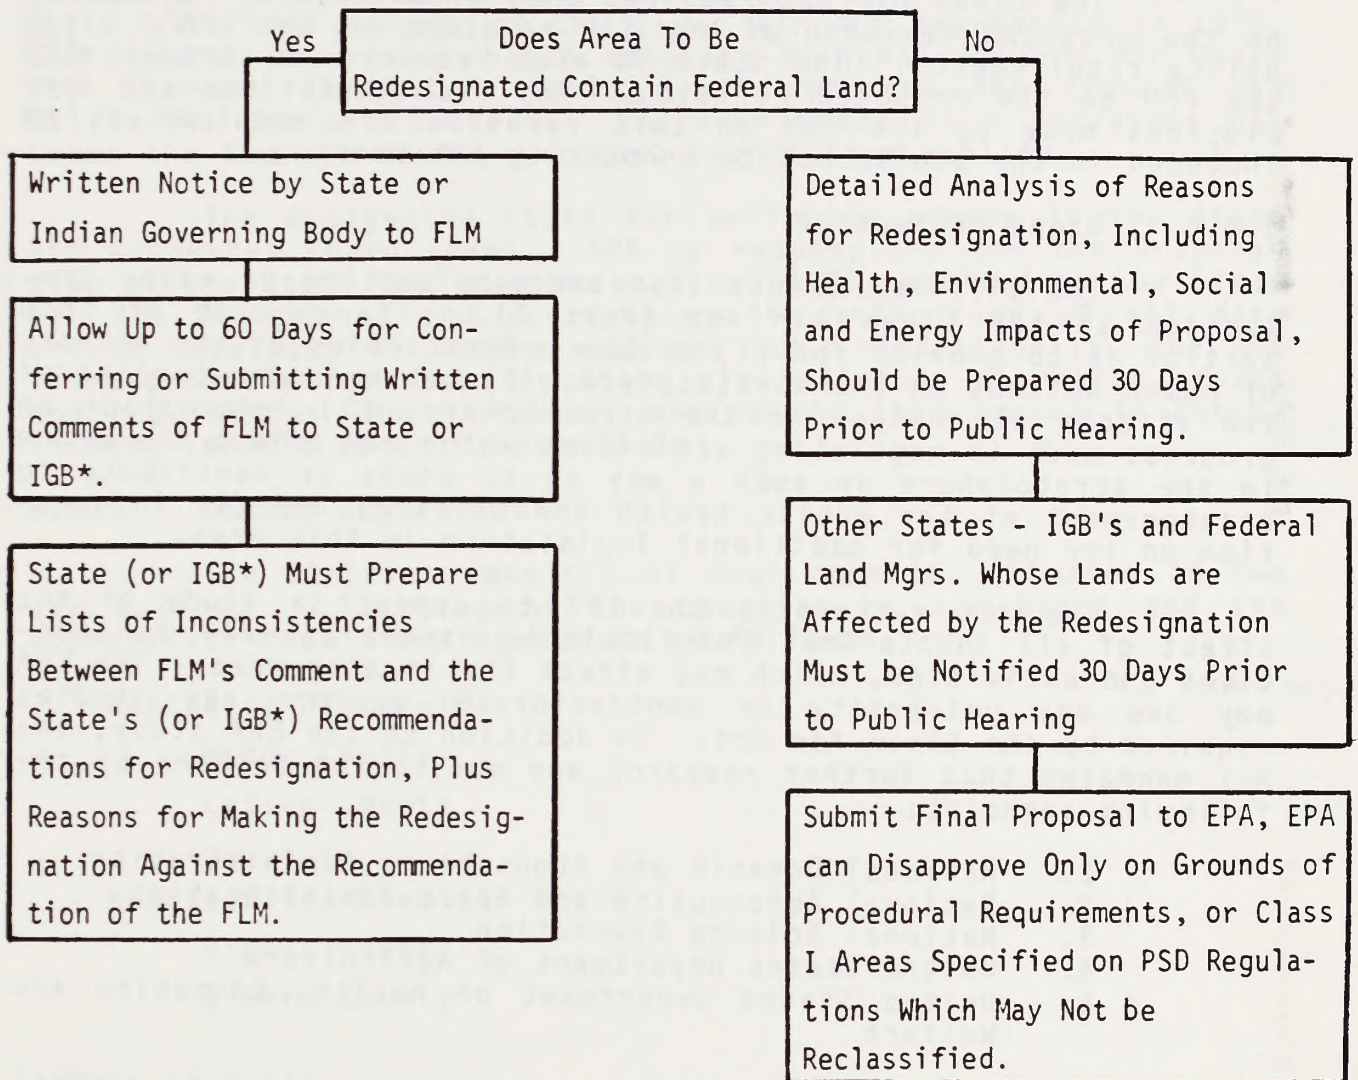 Yes
Does Area To Be
Redesignated Contain Federal Land?
No
Written Notice by State or
Indian Governing Body to FLM
Allow Up to 60 Days for Con-
ferring or Submitting Written
Comments of FLM to State or
IGB*.
State (or IGB*) Must Prepare
Lists of Inconsistencies
Between FLM's Comment and the
State's (or IGB*) Recommenda-
tions for Redesignation, Plus
Reasons for Making the Redesig-
nation Against the Recommenda-
tion of the FLM.
Detailed Analysis of Reasons
for Redesignation, Including
Health, Environmental, Social
and Energy Impacts of Proposal,
Should be Prepared 30 Days
Prior to Public Hearing.
Other States - IGB's and Federal
Land Mgrs. Whose Lands are
Affected by the Redesignation
Must be Notified 30 Days Prior
to Public Hearing
Submit Final Proposal to EPA, EPA
can Disapprove Only on Grounds of
Procedural Requirements, or Class
I Areas Specified on PSD Regula-
tions Which May Not be
Reclassified.